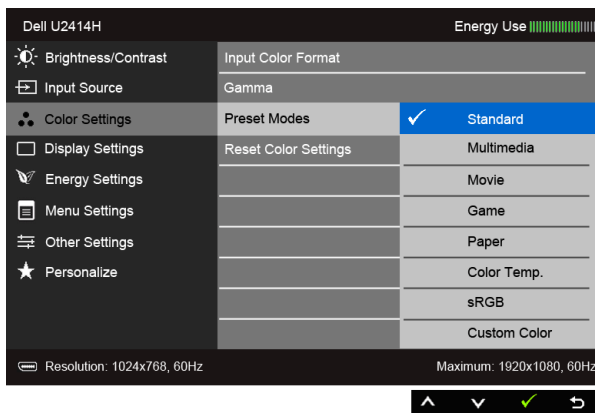 Dell U2414H Energy Use
Brightness/Contrast Input Color Format
Input Source Gamma
Color Settings Preset Modes Standard
Display Settings Reset Color Settings Multimedia
Energy Settings Movie
Menu Settings Game
Other Settings Paper
Personalize Color Temp.
sRGB
Custom Color
Resolution: 1024x768, 60Hz Maximum: 1920x1080, 60Hz